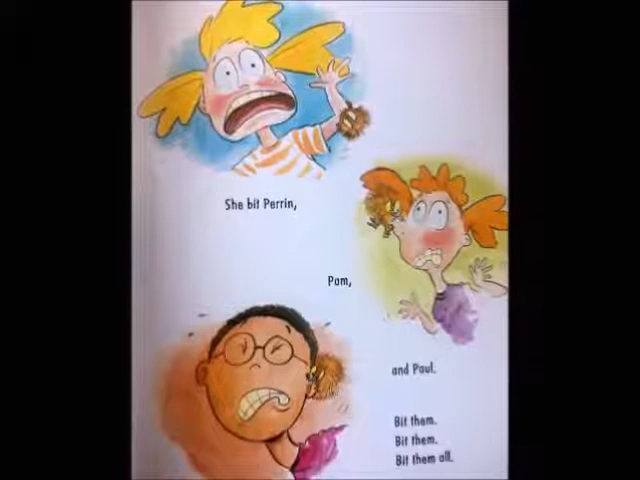 She bit Perrin,
Pam,
and Paul.
Bit them.
Bit them.
Bit them all.